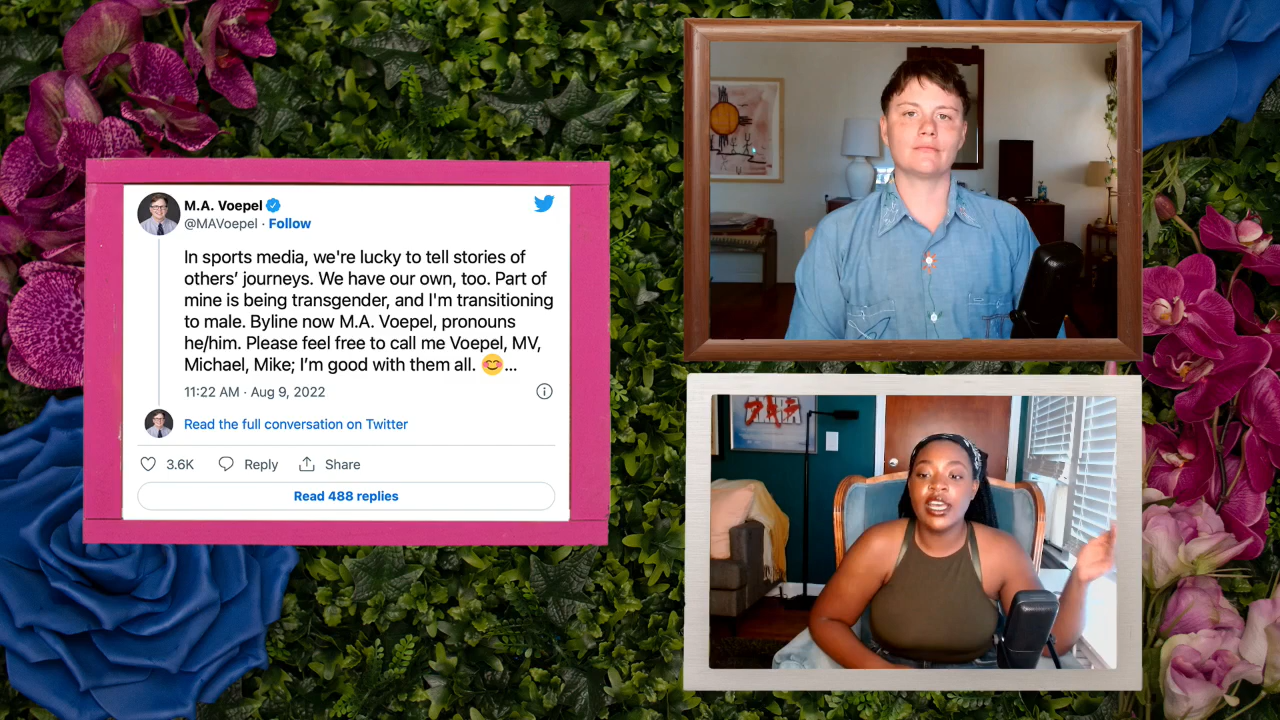 M.A. Voepel
@MAVoepel · Follow
In sports media, we're lucky to tell stories of
others’ journeys. We have our own, too. Part of
mine is being transgender, and I'm transitioning
to male. Byline now M.A. Voepel, pronouns
he/him. Please feel free to call me Voepel, MV,
Michael, Mike; I’m good with them all. 😊...
11:22 AM · Aug 9, 2022
Read the full conversation on Twitter
3.6K Reply Share
Read 488 replies